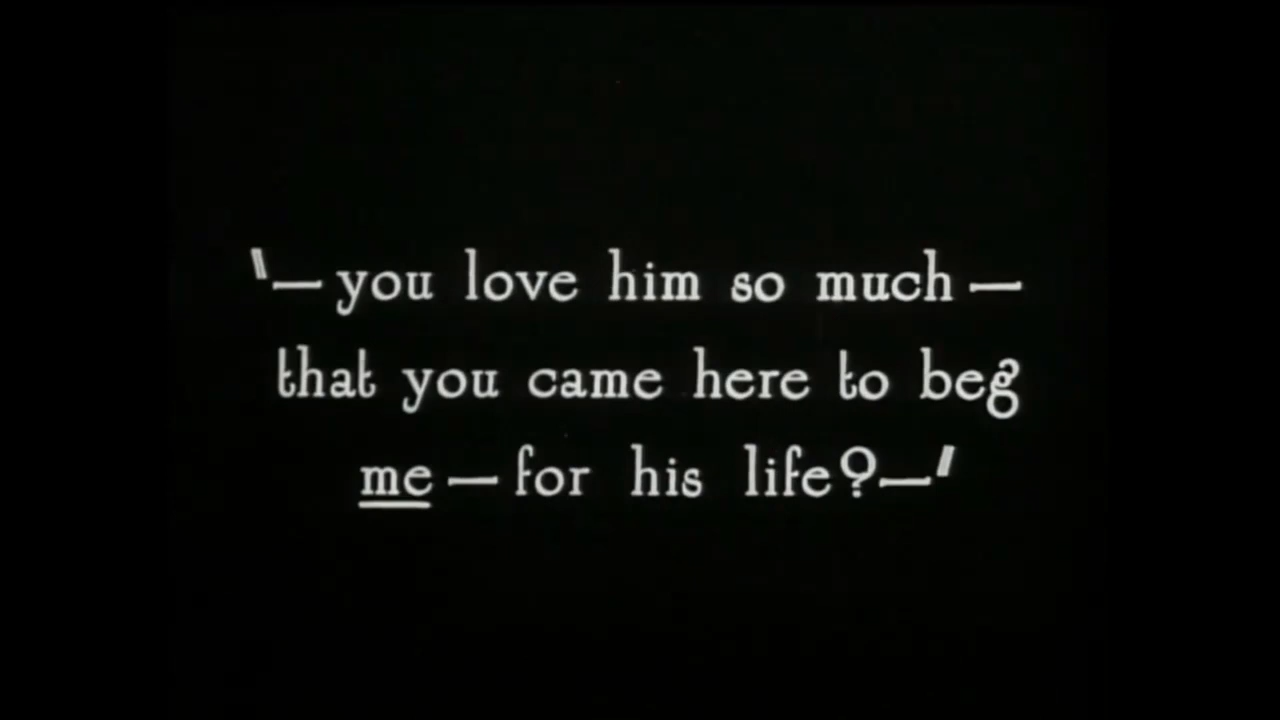 "— you love him so much —
that you came here to beg
me — for his life? —"